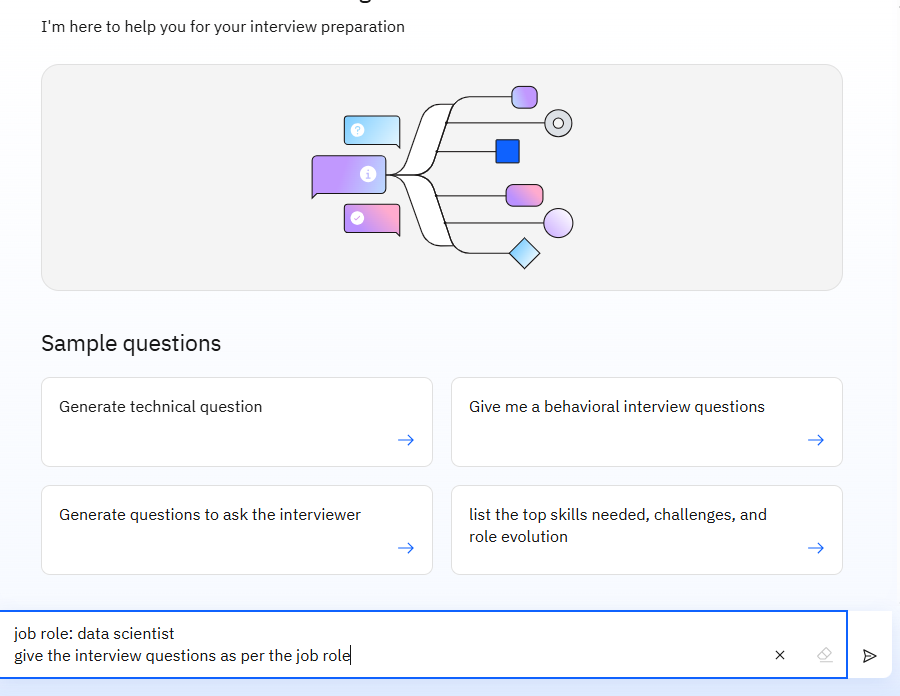 I'm here to help you for your interview preparation
Sample questions
Generate technical question
Give me a behavioral interview questions
Generate questions to ask the interviewer
list the top skills needed, challenges, and
role evolution
job role: data scientist
give the interview questions as per the job role